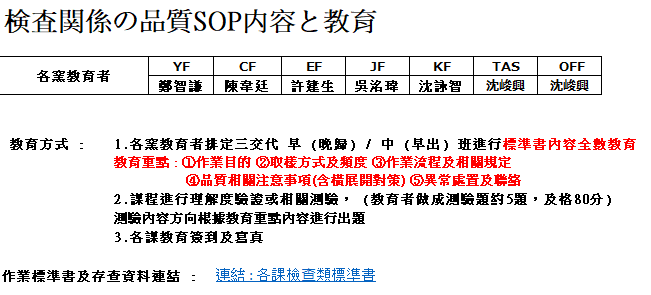 検査関係の品質SOP内容と教育
各窯教育者 YF CF EF JF KF TAS OFF
鄭智謙 陳韋廷 許建生 吳洺瑋 沈詠智 沈峻興 沈峻興
教育方式 : 1.各窯教育者排定三交代 早 (晚歸) / 中 (早出) 班進行標準書內容全數教育
教育重點 : ①作業目的 ②取樣方式及頻度 ③作業流程及相關規定
④品質相關注意事項(含橫展開對策) ⑤異常處置及聯絡
2.課程進行理解度驗證或相關測驗， (教育者做成測驗題約5題，及格80分)
測驗內容方向根據教育重點內容進行出題
3.各課教育簽到及寫真
作業標準書及存查資料連結 : 連結 : 各課檢查類標準書